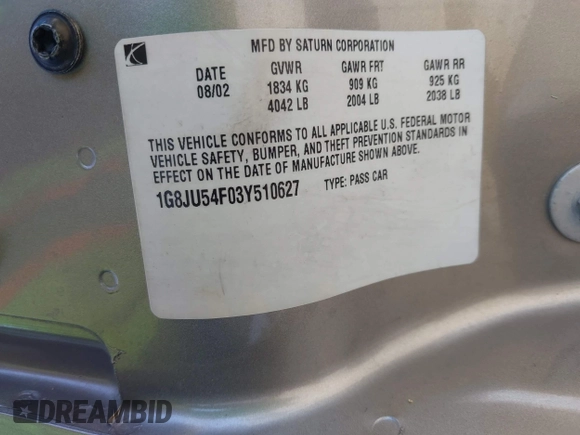 MFD BY SATURN CORPORATION
DATE GVWR GAWR FRT GAWR RR
08/02 1834 KG 909 KG 925 KG
4042 LB 2004 LB 2038 LB
THIS VEHICLE CONFORMS TO ALL APPLICABLE U.S. FEDERAL MOTOR
VEHICLE SAFETY, BUMPER, AND THEFT PREVENTION STANDARDS IN
EFFECT ON THE DATE OF MANUFACTURE SHOWN ABOVE.
1G8JU54F03Y510627 TYPE: PASS CAR
DREAMBID